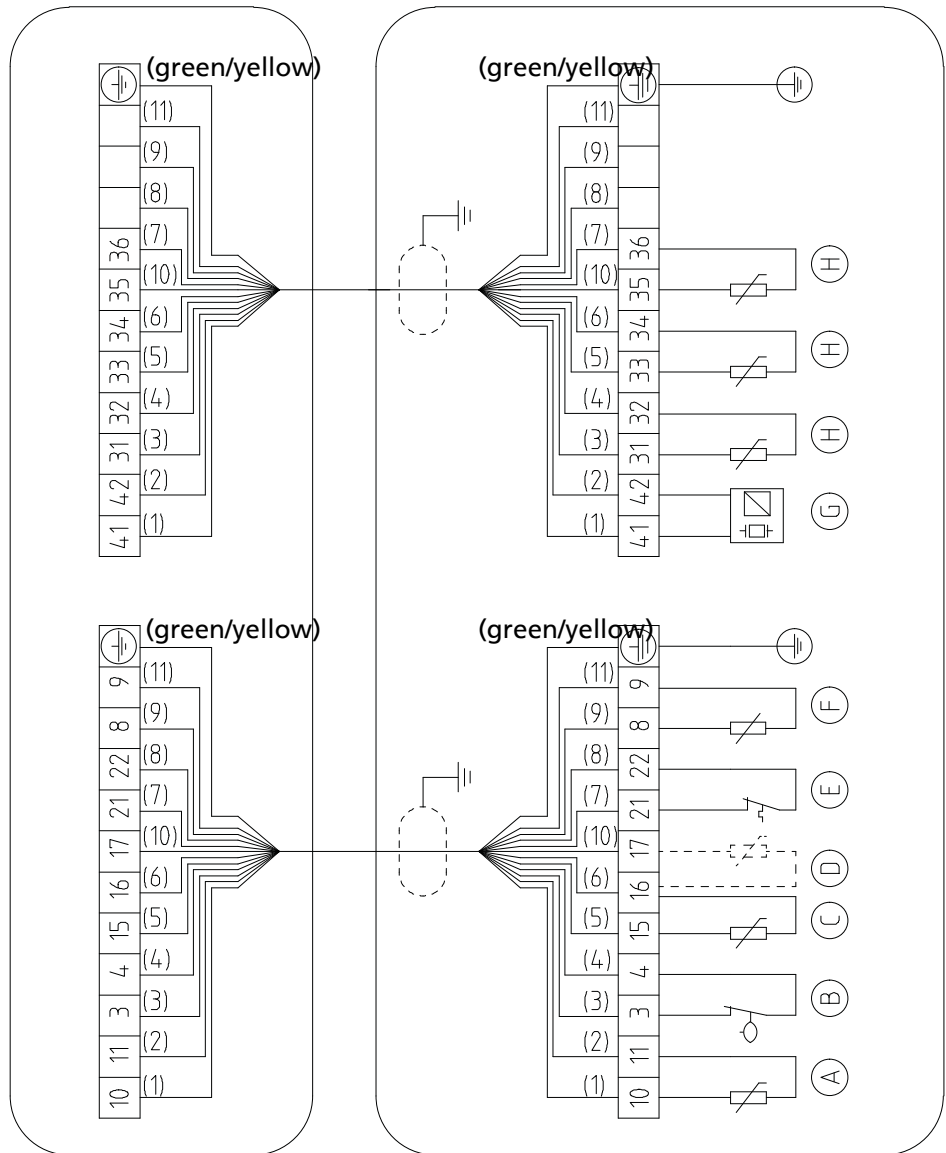 (green/yellow) (green/yellow)
(11) (11)
(9) (9)
(8) (8)
36 (7) (7) 36 H
35 (10) (10) 35
34 (6) (6) 34 H
33 (5) (5) 33
32 (4) (4) 32 H
31 (3) (3) 31
42 (2) (2) 42 G
41 (1) (1) 41
(green/yellow) (green/yellow)
9 (11) (11) 9 F
8 (9) (9) 8
22 (8) (8) 22 E
21 (7) (7) 21
17 (10) (10) 17 D
16 (6) (6) 16
15 (5) (5) 15 C
4 (4) (4) 4
3 (3) (3) 3 B
11 (2) (2) 11 A
10 (1) (1) 10